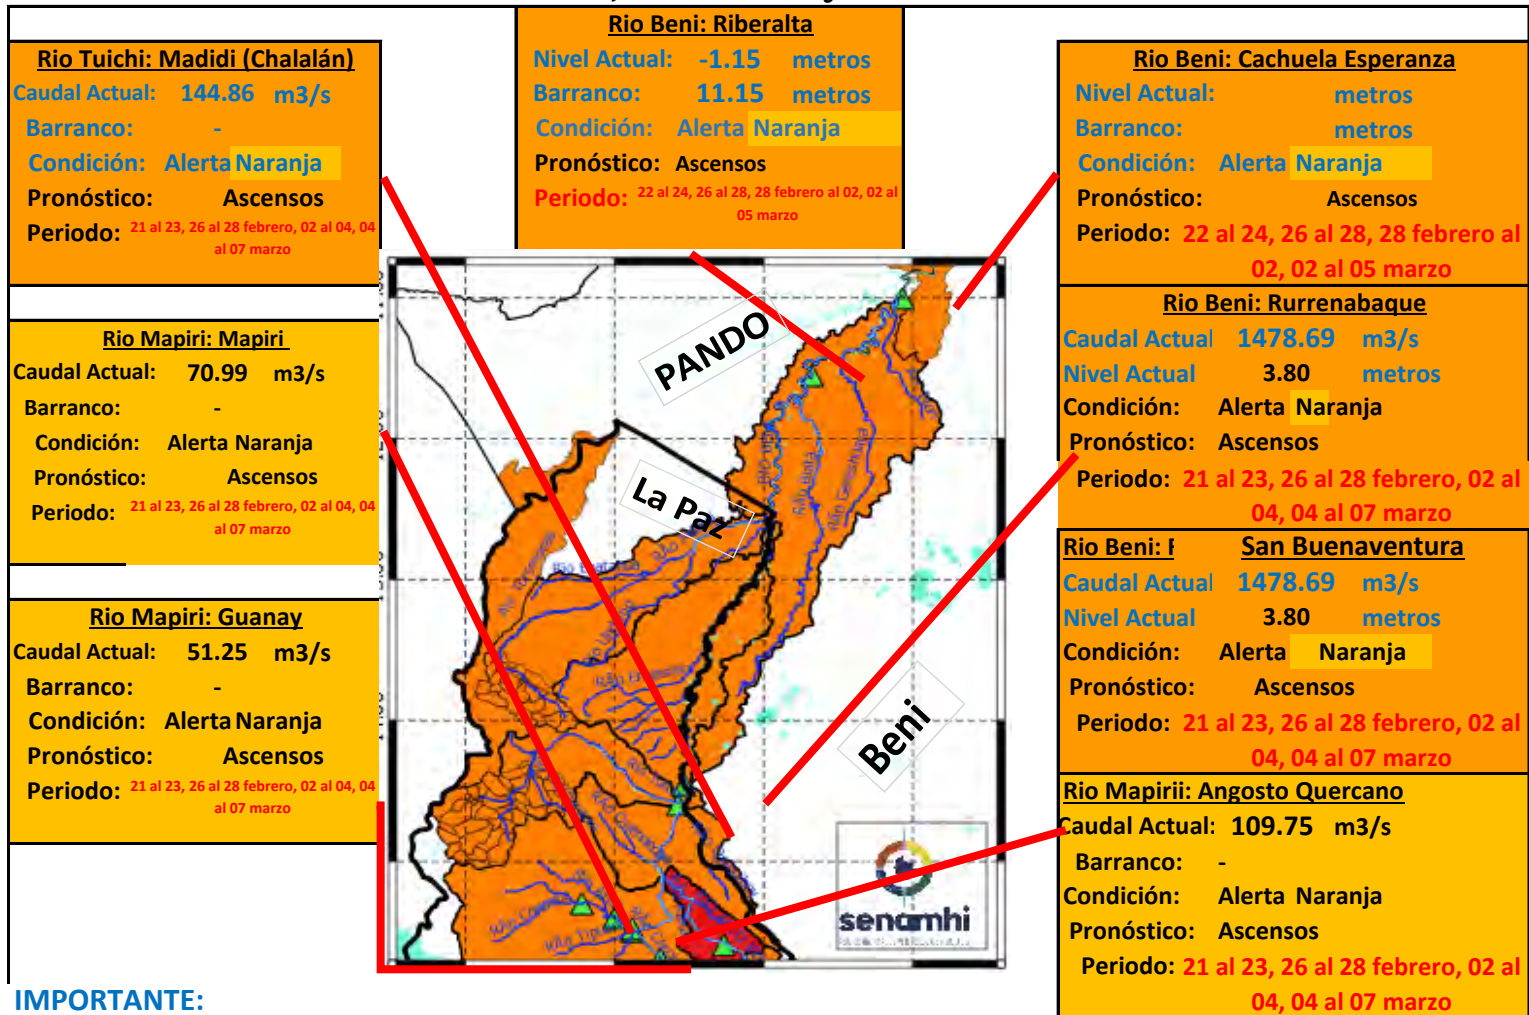 Rio Tuichi: Madidi (Chalalán)
Caudal Actual: 144.86 m3/s
Barranco: -
Condición: Alerta Naranja
Pronóstico: Ascensos
Periodo: 21 al 23, 26 al 28 febrero, 02 al 04, 04
al 07 marzo
Rio Mapiri: Mapiri
Caudal Actual: 70.99 m3/s
Barranco: -
Condición: Alerta Naranja
Pronóstico: Ascensos
Periodo: 21 al 23, 26 al 28 febrero, 02 al 04, 04
al 07 marzo
Rio Mapiri: Guanay
Caudal Actual: 51.25 m3/s
Barranco: -
Condición: Alerta Naranja
Pronóstico: Ascensos
Periodo: 21 al 23, 26 al 28 febrero, 02 al 04, 04
al 07 marzo
Rio Beni: Riberalta
Nivel Actual: -1.15 metros
Barranco: 11.15 metros
Condición: Alerta Naranja
Pronóstico: Ascensos
Periodo: 22 al 24, 26 al 28, 28 febrero al 02, 02 al
05 marzo
PANDO
La Paz
Beni
senamhi
Rio Beni: Cachuela Esperanza
Nivel Actual: metros
Barranco: metros
Condición: Alerta Naranja
Pronóstico: Ascensos
Periodo: 22 al 24, 26 al 28, 28 febrero al
02, 02 al 05 marzo
Rio Beni: Rurrenabaque
Caudal Actual 1478.69 m3/s
Nivel Actual 3.80 metros
Condición: Alerta Naranja
Pronóstico: Ascensos
Periodo: 21 al 23, 26 al 28 febrero, 02 al
04, 04 al 07 marzo
Rio Beni: San Buenaventura
Caudal Actual 1478.69 m3/s
Nivel Actual 3.80 metros
Condición: Alerta Naranja
Pronóstico: Ascensos
Periodo: 21 al 23, 26 al 28 febrero, 02 al
04, 04 al 07 marzo
Rio Mapirii: Angosto Quercano
Caudal Actual: 109.75 m3/s
Barranco: -
Condición: Alerta Naranja
Pronóstico: Ascensos
Periodo: 21 al 23, 26 al 28 febrero, 02 al
04, 04 al 07 marzo
IMPORTANTE: